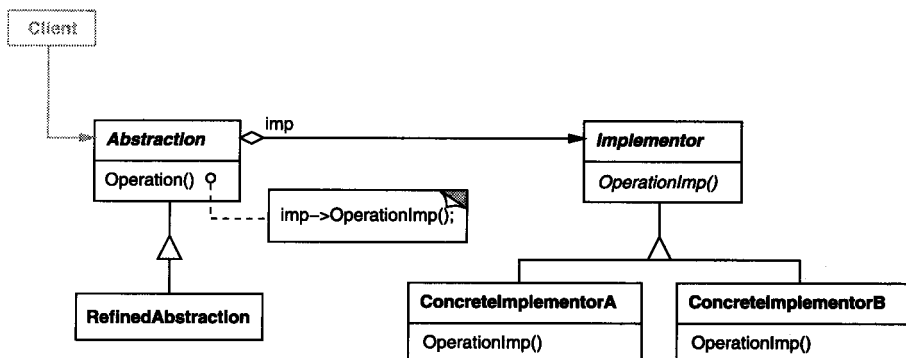 Client
Abstraction
imp
Implementor
Operation()
OperationImp()
imp->OperationImp();
RefinedAbstraction
ConcreteImplementorA
ConcreteImplementorB
OperationImp()
OperationImp()